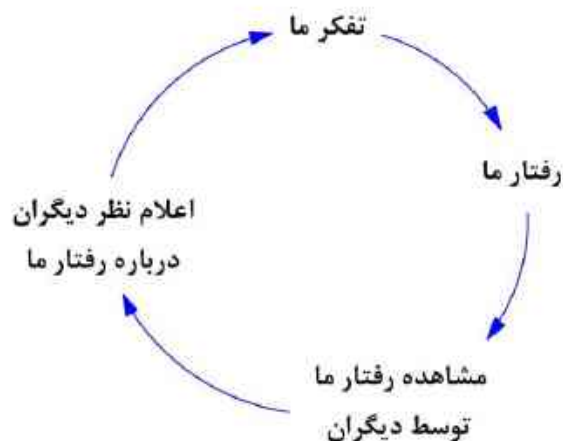 تفکر ما
رفتار ما
مشاهده رفتار ما
توسط دیگران
اعلام نظر دیگران
درباره رفتار ما